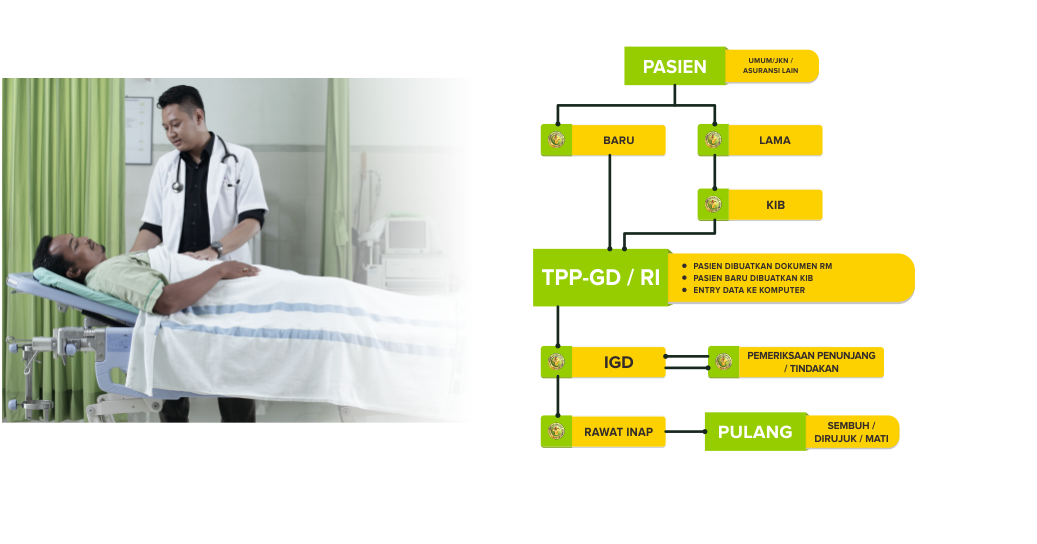 PASIEN
UMUM/JKN /
ASURANSI LAIN
BARU
LAMA
KIB
TPP-GD / RI
PASIEN DIBUATKAN DOKUMEN RM
PASIEN BARU DIBUATKAN KIB
ENTRY DATA KE KOMPUTER
IGD
PEMERIKSAAN PENUNJANG
/ TINDAKAN
RAWAT INAP
PULANG
SEMBUH /
DIRUJUK / MATI